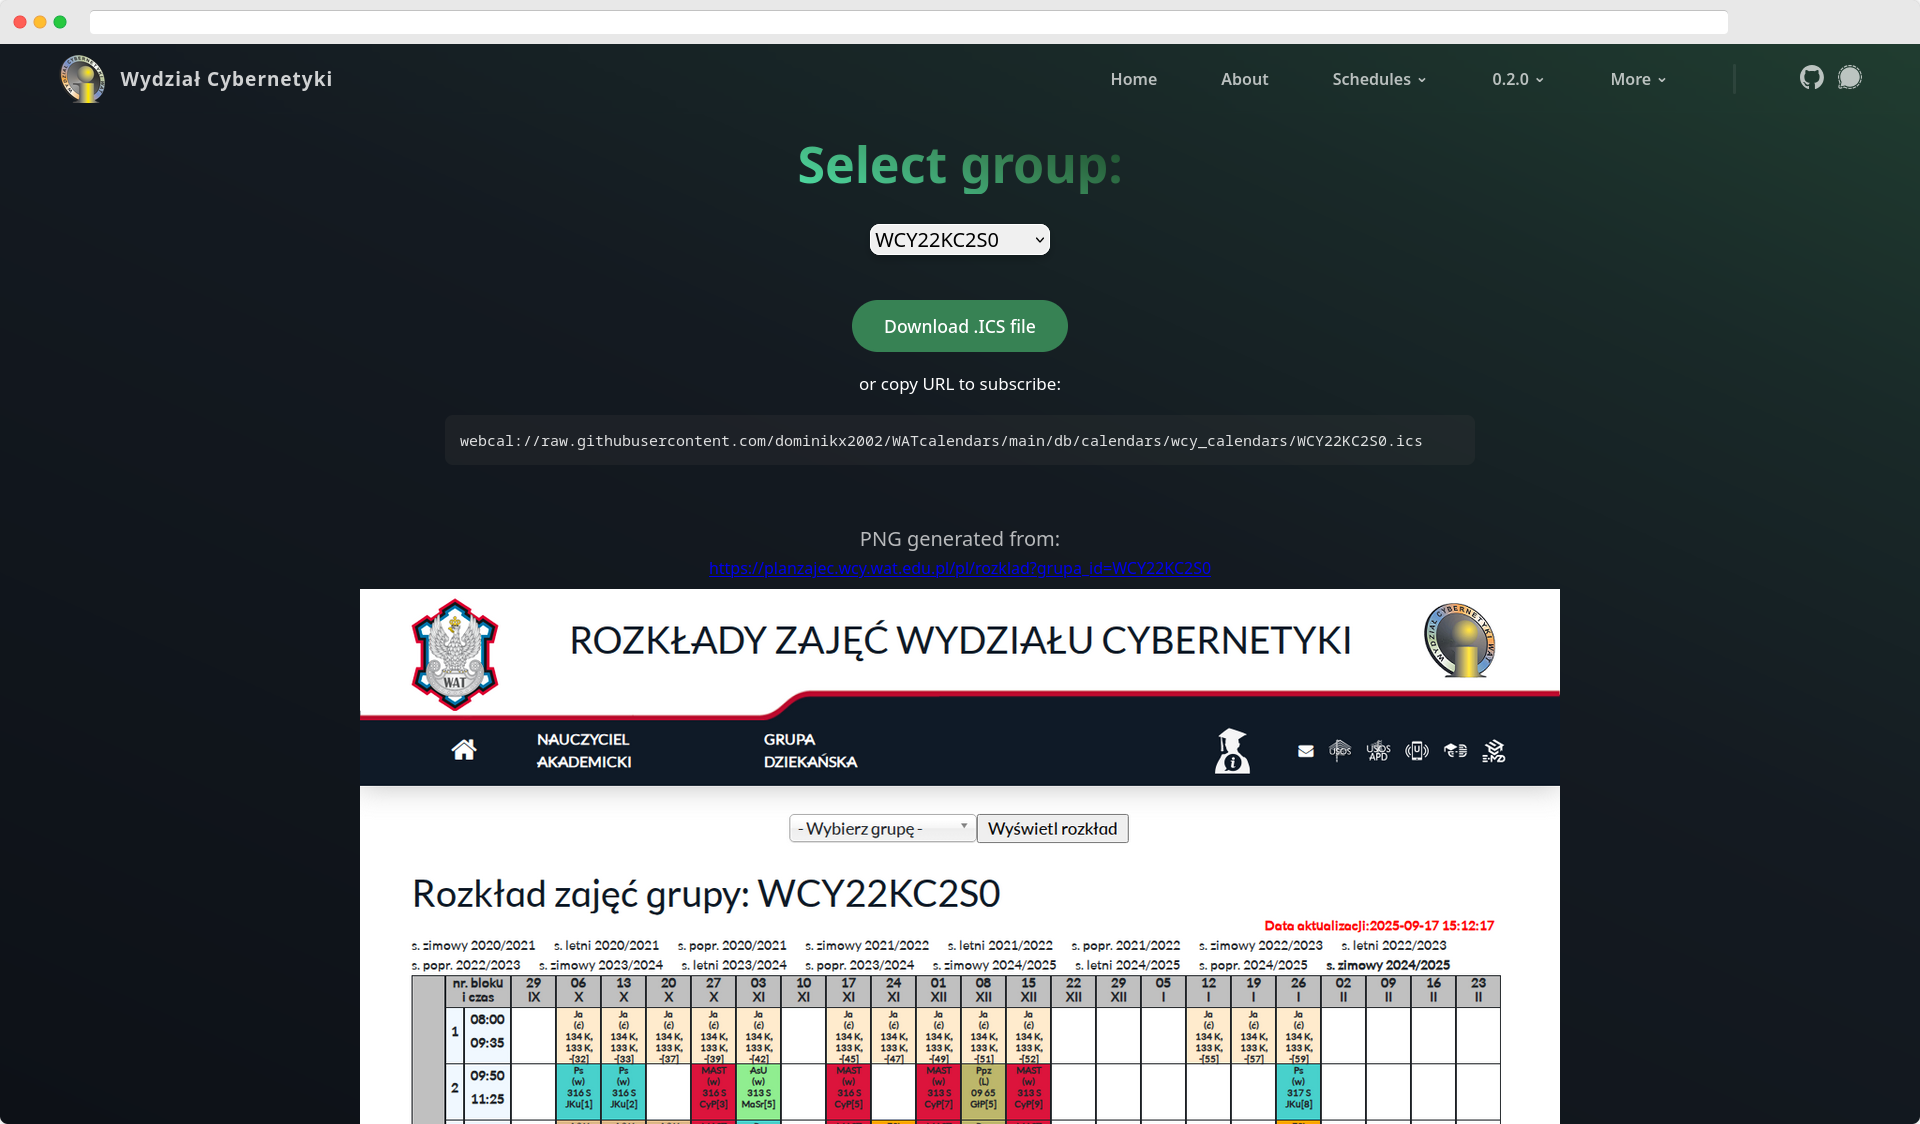 Wydział Cybernetyki Home About Schedules 0.2.0 More
Select group:
WCY22KC2S0
Download .ICS file
or copy URL to subscribe:
webcal://raw.githubusercontent.com/dominikx2002/WATcalendars/main/db/calendars/wcy_calendars/WCY22KC2S0.ics
PNG generated from:
https://planzajec.wcy.wat.edu.pl/pl/rozklad?grupa_id=WCY22KC2S0
WAT
ROZKŁADY ZAJĘĆ WYDZIAŁU CYBERNETYKI
WYDZIAŁ CYBERNETYKI WAT
NAUCZYCIEL
AKADEMICKI
GRUPA
DZIEKAŃSKA
USOS
USOS
APD
- Wybierz grupę - Wyświetl rozkład
Rozkład zajęć grupy: WCY22KC2S0
Data aktualizacji:2025-09-17 15:12:17
s. zimowy 2020/2021 s. letni 2020/2021 s. popr. 2020/2021 s. zimowy 2021/2022 s. letni 2021/2022 s. popr. 2021/2022 s. zimowy 2022/2023 s. letni 2022/2023
s. popr. 2022/2023 s. zimowy 2023/2024 s. letni 2023/2024 s. popr. 2023/2024 s. zimowy 2024/2025 s. letni 2024/2025 s. popr. 2024/2025 s. zimowy 2024/2025
nr. bloku 29 06 13 20 27 03 10 17 24 01 08 15 22 29 05 12 19 26 02 09 16 23
i czas IX X X X X XI XI XI XI XII XII XII XII XII I I I I II II II II
1 08:00 09:35
Ja Ja Ja Ja Ja Ja Ja Ja Ja Ja Ja Ja Ja
(ć) (ć) (ć) (ć) (ć) (ć) (ć) (ć) (ć) (ć) (ć) (ć) (ć)
134 K, 134 K, 134 K, 134 K, 134 K, 134 K, 134 K, 134 K, 134 K, 134 K, 134 K, 134 K, 134 K,
133 K, 133 K, 133 K, 133 K, 133 K, 133 K, 133 K, 133 K, 133 K, 133 K, 133 K, 133 K, 133 K,
-[32] -[33] -[37] -[39] -[42] -[45] -[47] -[49] -[51] -[52] -[55] -[57] -[59]
2 09:50 11:25
Ps Ps MAST AsU MAST MAST Ppz MAST Ps
(w) (w) (w) (w) (w) (w) (L) (w) (w)
316 S 316 S 316 S 313 S 316 S 313 S 09 65 313 S 317 S
JKu[1] JKu[2] CyP[3] MaSr[5] CyP[5] CyP[7] GłP[5] CyP[9] JKu[8]